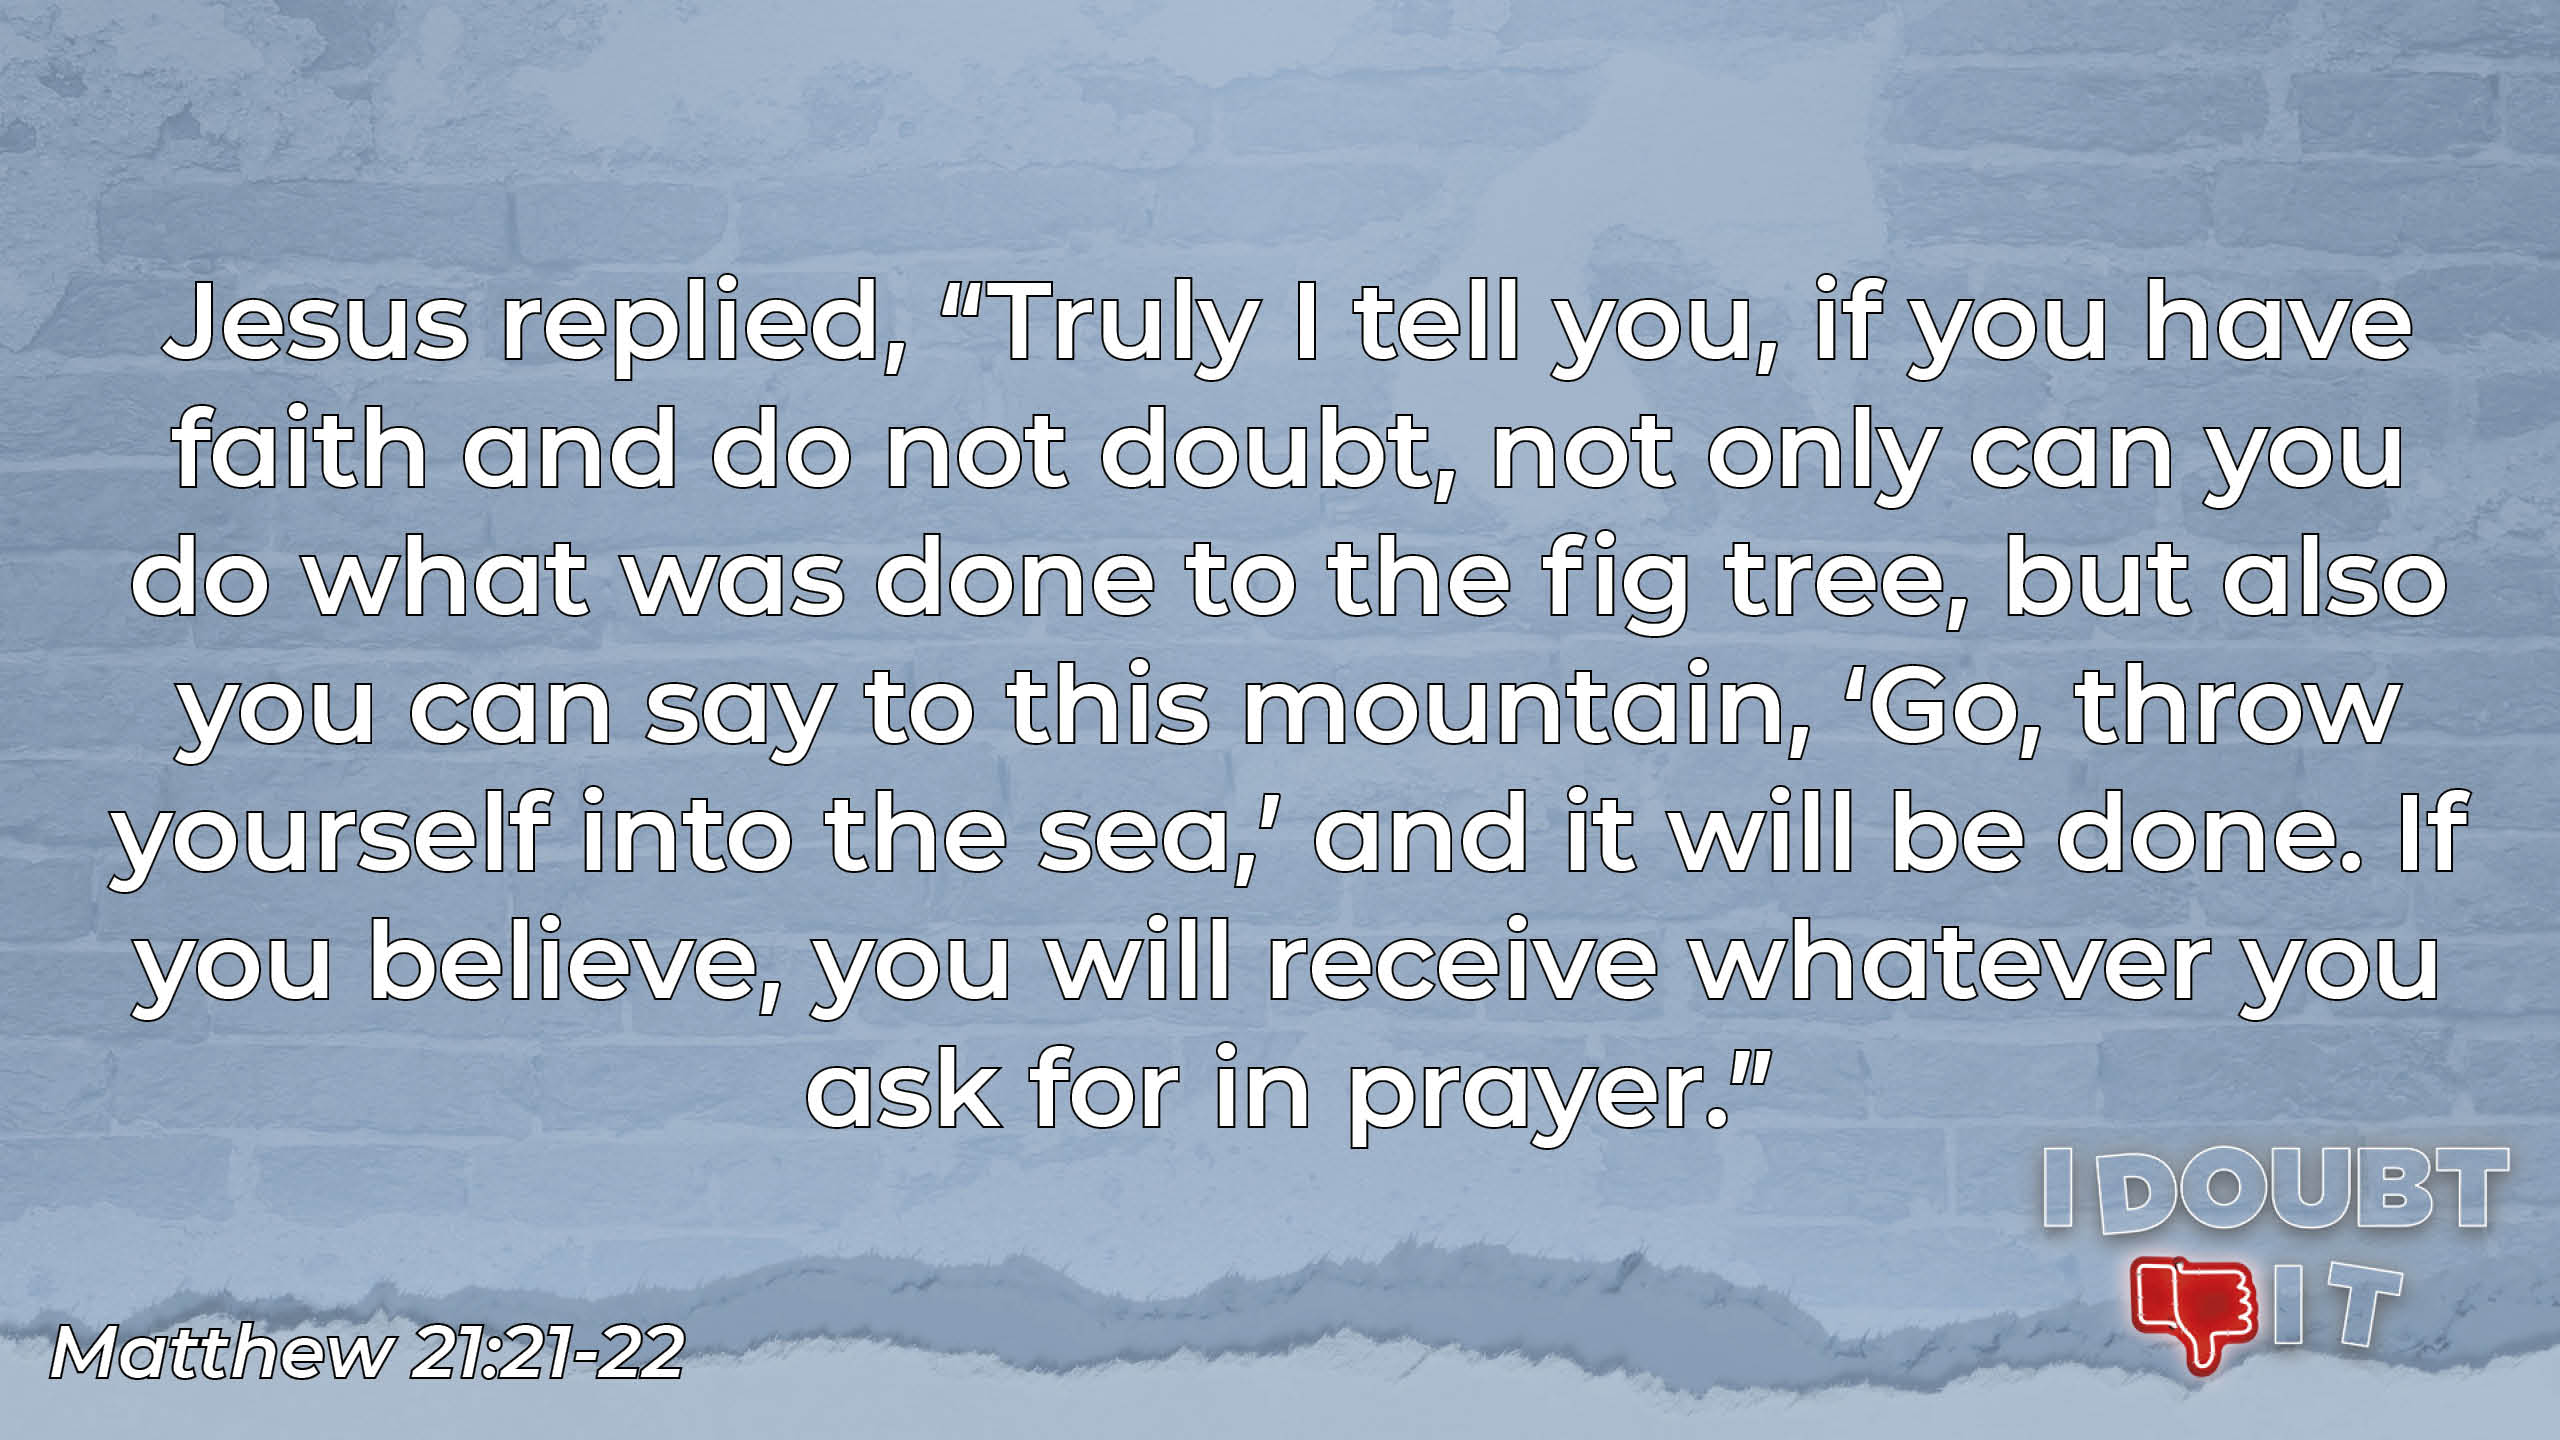 Jesus replied, “Truly I tell you, if you have
faith and do not doubt, not only can you
do what was done to the fig tree, but also
you can say to this mountain, ‘Go, throw
yourself into the sea,’ and it will be done. If
you believe, you will receive whatever you
ask for in prayer.”
I DOUBT
IT
Matthew 21:21-22